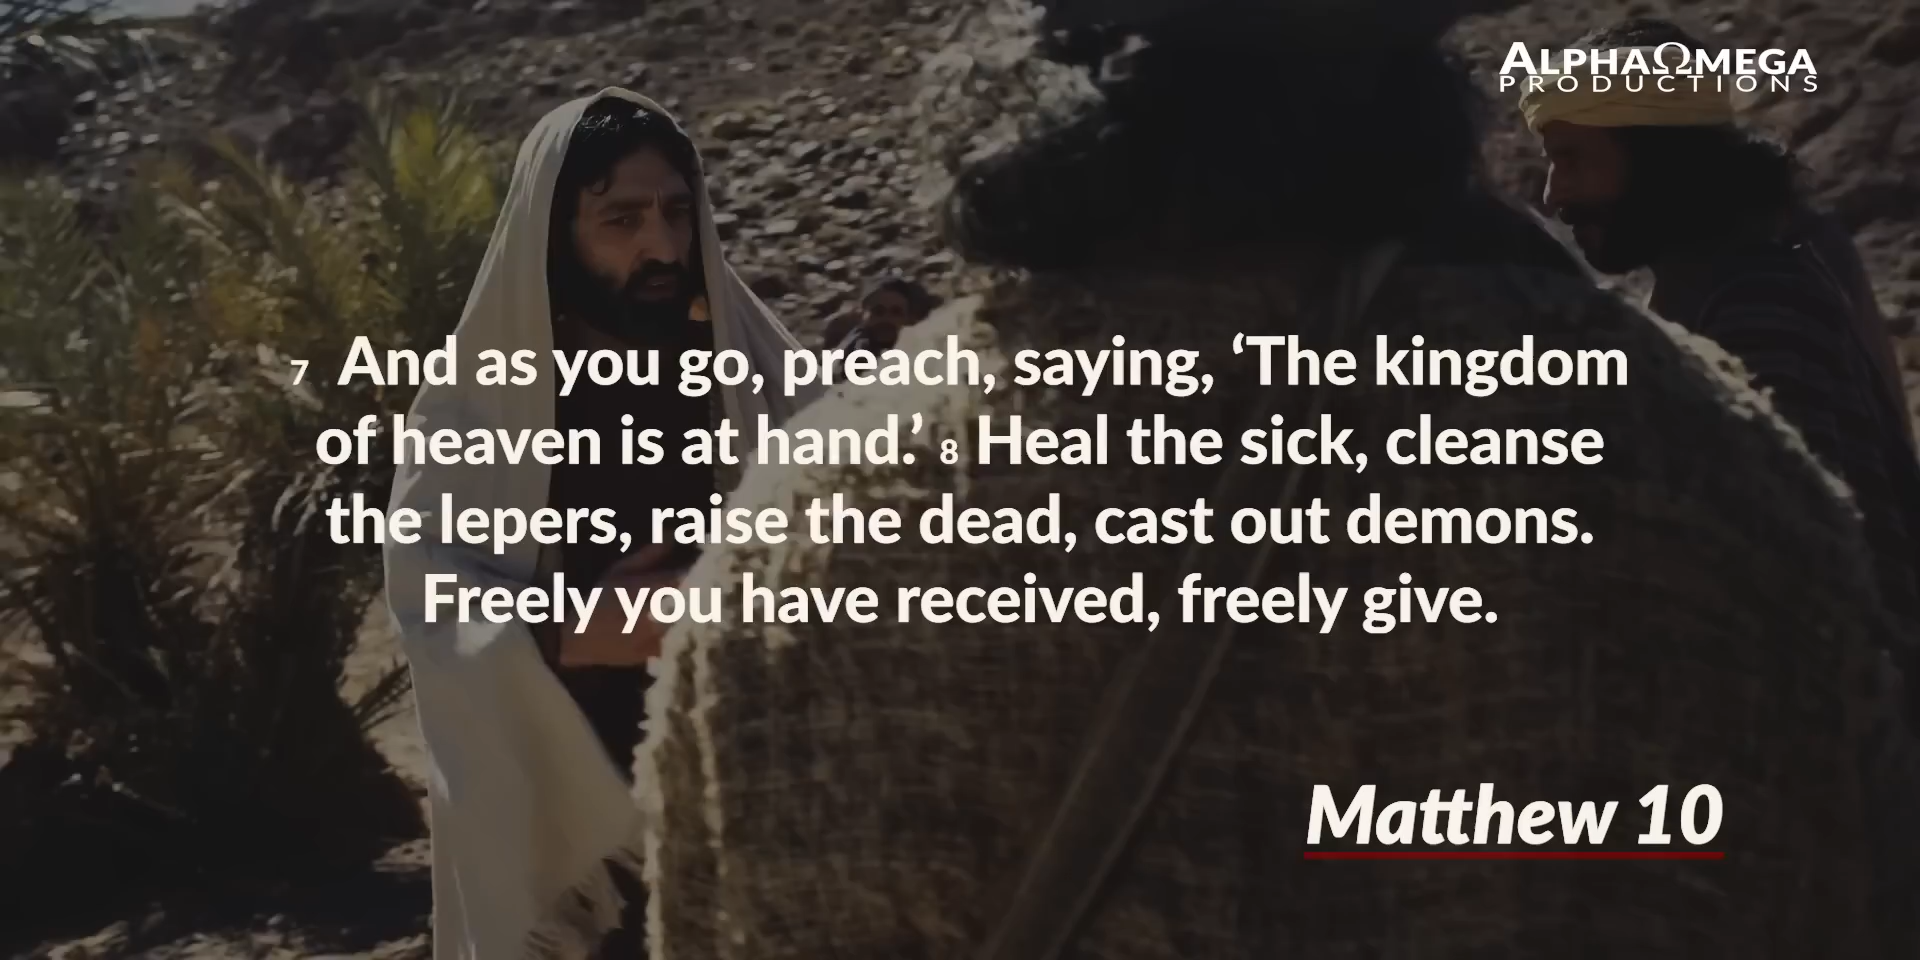 ALPHAΩMEGA
PRODUCTIONS
7 And as you go, preach, saying, ‘The kingdom
of heaven is at hand.’ 8 Heal the sick, cleanse
the lepers, raise the dead, cast out demons.
Freely you have received, freely give.
Matthew 10